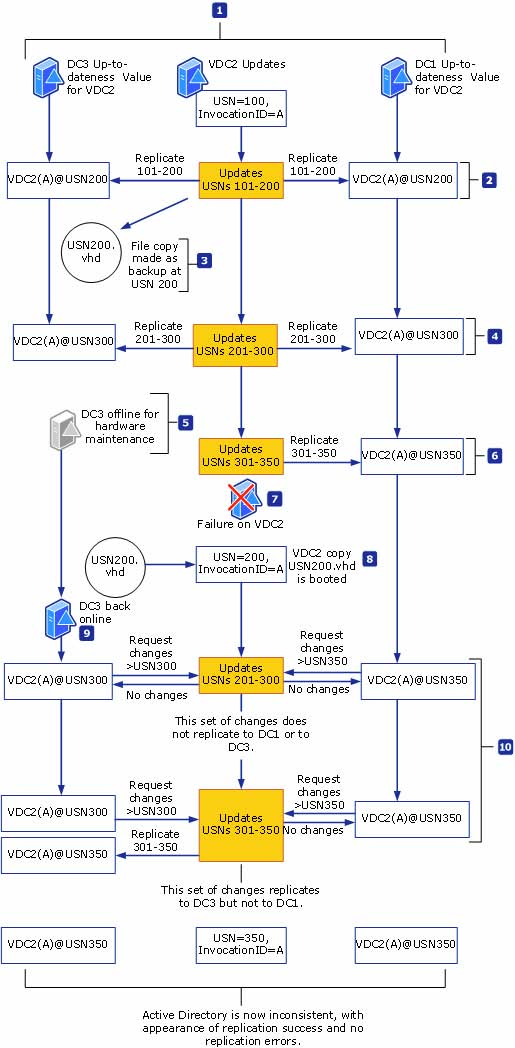 1
DC3 Up-to-
dateness Value
for VDC2
VDC2 Updates
DC1 Up-to-
dateness Value
for VDC2
USN=100,
InvocationID=A
Replicate
101-200
Replicate
101-200
VDC2(A)@USN200
Updates
USNs 101-200
VDC2(A)@USN200
2
USN200.
vhd
File copy
made as
backup at
USN 200
3
Replicate
201-300
Replicate
201-300
VDC2(A)@USN300
Updates
USNs 201-300
VDC2(A)@USN300
4
DC3 offline for
hardware
maintenance
5
Updates
USNs 301-350
Replicate
301-350
VDC2(A)@USN350
6
7
Failure on VDC2
USN200.
vhd
USN=200,
InvocationID=A
VDC2 copy
USN200.vhd
is booted
8
DC3 back
online
9
Request
changes
>USN300
Request
changes
>USN350
VDC2(A)@USN300
Updates
USNs 201-300
VDC2(A)@USN350
No changes
No changes
This set of changes does
not replicate to DC1 or to
DC3.
10
Request
changes
>USN300
Request
changes
>USN350
VDC2(A)@USN300
Updates
USNs 301-350
VDC2(A)@USN350
No changes
Replicate
301-350
VDC2(A)@USN350
This set of changes replicates
to DC3 but not to DC1.
VDC2(A)@USN350
USN=350,
InvocationID=A
VDC2(A)@USN350
Active Directory is now inconsistent, with
appearance of replication success and no
replication errors.